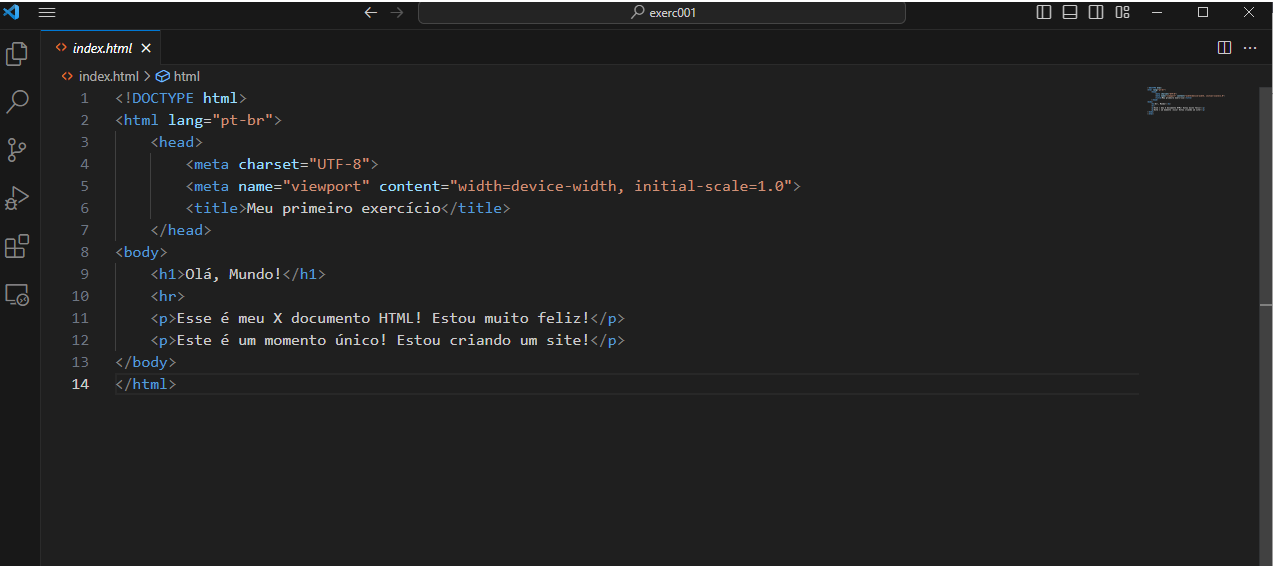 exerc001
index.html
index.html > html
1 <!DOCTYPE html>
2 <html lang="pt-br">
3 <head>
4 <meta charset="UTF-8">
5 <meta name="viewport" content="width=device-width, initial-scale=1.0">
6 <title>Meu primeiro exercício</title>
7 </head>
8 <body>
9 <h1>Olá, Mundo!</h1>
10 <hr>
11 <p>Esse é meu X documento HTML! Estou muito feliz!</p>
12 <p>Este é um momento único! Estou criando um site!</p>
13 </body>
14 </html>